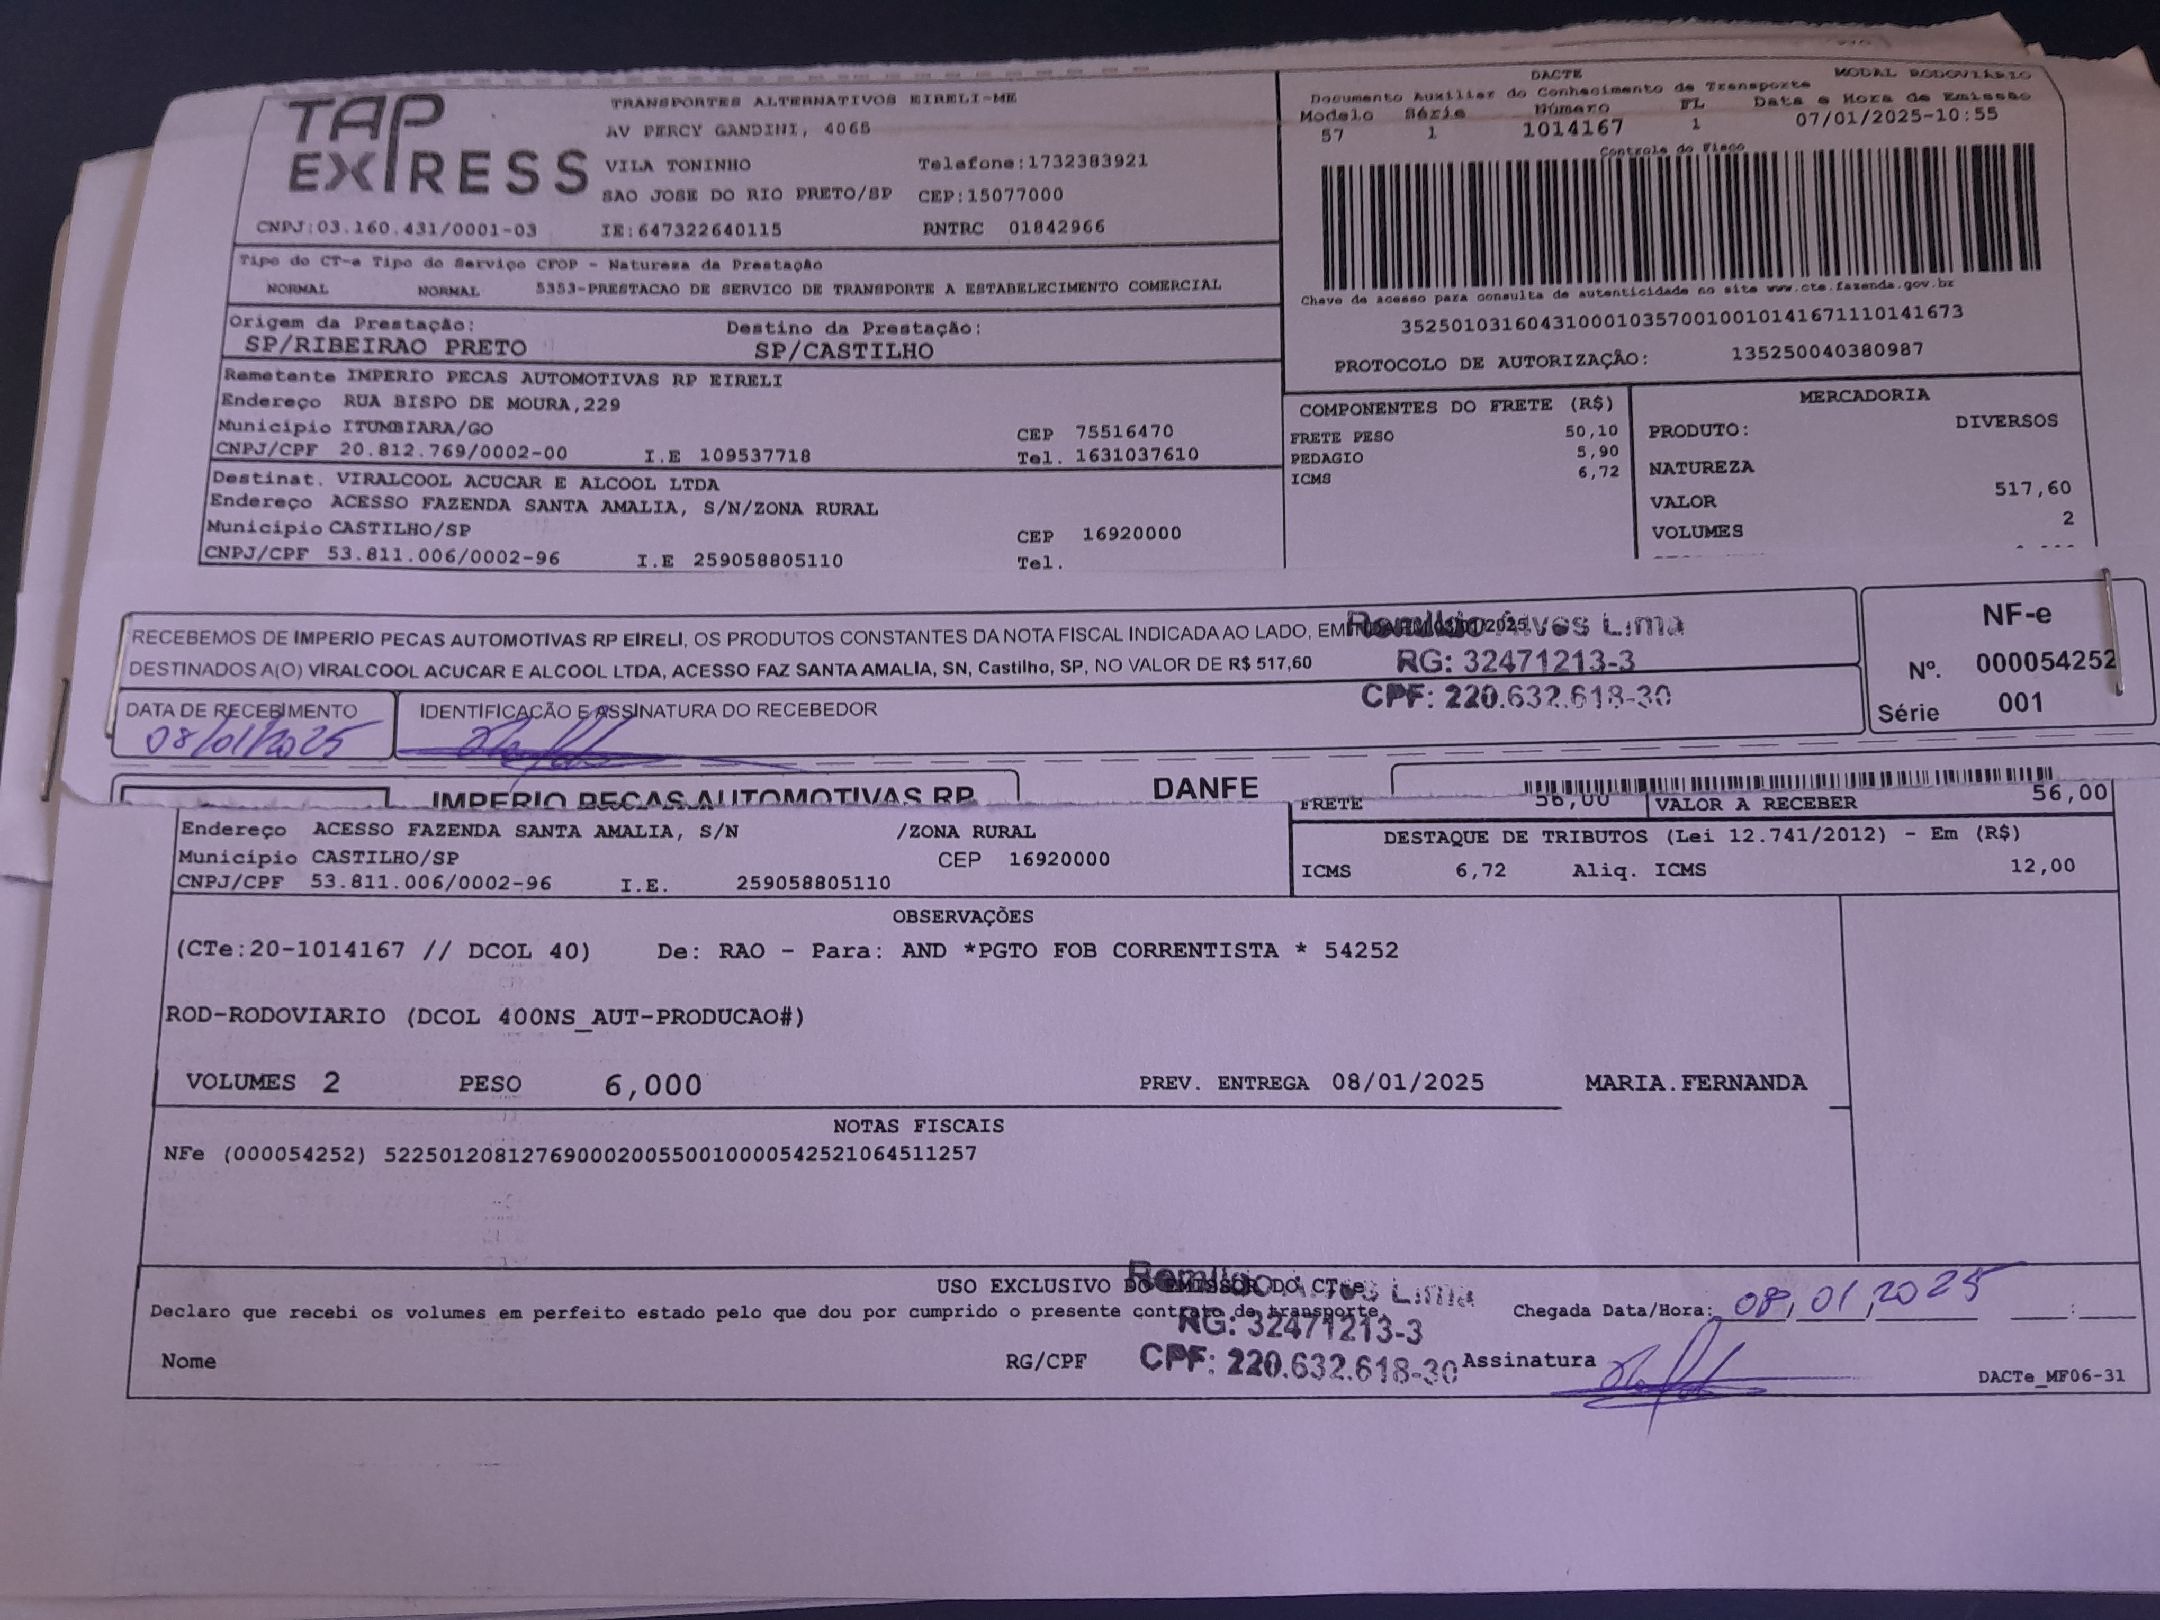 TAP EXPRESS
TRANSPORTES ALTERNATIVOS EIRELI-ME
AV PERCY GANDINI, 4065
VILA TONINHO Telefone:1732383921
SAO JOSE DO RIO PRETO/SP CEP:15077000
CNPJ:03.160.431/0001-03 IE:647322640115 RNTRC 01842966
DACTE MODAL RODOVIÁRIO
Documento Auxiliar do Conhecimento de Transporte
Modelo Série Número FL Data e Hora de Emissão
57 1 1014167 1 07/01/2025-10:55
Controle do Fisco
Chave de acesso para consulta de autenticidade no site www.cte.fazenda.gov.br
35250103160431000103570010010141671110141673
PROTOCOLO DE AUTORIZAÇÃO: 135250040380987
Tipo do CT-e Tipo do Serviço CFOP - Natureza da Prestação
NORMAL NORMAL 5353-PRESTACAO DE SERVICO DE TRANSPORTE A ESTABELECIMENTO COMERCIAL
Origem da Prestação: Destino da Prestação:
SP/RIBEIRAO PRETO SP/CASTILHO
Remetente IMPERIO PECAS AUTOMOTIVAS RP EIRELI
Endereço RUA BISPO DE MOURA,229
Município ITUMBIARA/GO CEP 75516470
CNPJ/CPF 20.812.769/0002-00 I.E 109537718 Tel. 1631037610
Destinat. VIRALCOOL ACUCAR E ALCOOL LTDA
Endereço ACESSO FAZENDA SANTA AMALIA, S/N/ZONA RURAL
Município CASTILHO/SP CEP 16920000
CNPJ/CPF 53.811.006/0002-96 I.E 259058805110 Tel.
COMPONENTES DO FRETE (R$)
FRETE PESO 50,10
PEDAGIO 5,90
ICMS 6,72
MERCADORIA
PRODUTO: DIVERSOS
NATUREZA
VALOR 517,60
VOLUMES 2
RECEBEMOS DE IMPERIO PECAS AUTOMOTIVAS RP EIRELI, OS PRODUTOS CONSTANTES DA NOTA FISCAL INDICADA AO LADO,
DESTINADOS A(O) VIRALCOOL ACUCAR E ALCOOL LTDA, ACESSO FAZ SANTA AMALIA, SN, Castilho, SP, NO VALOR DE R$ 517,60
Alves Lima
RG: 32471213-3
CPF: 220.632.618-30
NF-e
Nº. 000054252
Série 001
DATA DE RECEBIMENTO IDENTIFICAÇÃO E ASSINATURA DO RECEBEDOR
08/01/2025
IMPERIO PECAS AUTOMOTIVAS RP DANFE
FRETE 56,00 VALOR A RECEBER 56,00
Endereço ACESSO FAZENDA SANTA AMALIA, S/N /ZONA RURAL
Município CASTILHO/SP CEP 16920000
CNPJ/CPF 53.811.006/0002-96 I.E. 259058805110
DESTAQUE DE TRIBUTOS (Lei 12.741/2012) - Em (R$)
ICMS 6,72 Aliq. ICMS 12,00
OBSERVAÇÕES
(CTe:20-1014167 // DCOL 40) De: RAO - Para: AND *PGTO FOB CORRENTISTA * 54252
ROD-RODOVIARIO (DCOL 400NS_AUT-PRODUCAO#)
VOLUMES 2 PESO 6,000 PREV. ENTREGA 08/01/2025 MARIA.FERNANDA
NOTAS FISCAIS
NFe (000054252) 52250120812769000200550010000542521064511257
USO EXCLUSIVO DO EMISSOR DO CT-e
Declaro que recebi os volumes em perfeito estado pelo que dou por cumprido o presente contrato de transporte. Chegada Data/Hora: 08,01,2025 :
Lima
RG: 32471213-3
CPF: 220.632.618-30
Nome RG/CPF Assinatura
DACTe_MF06-31